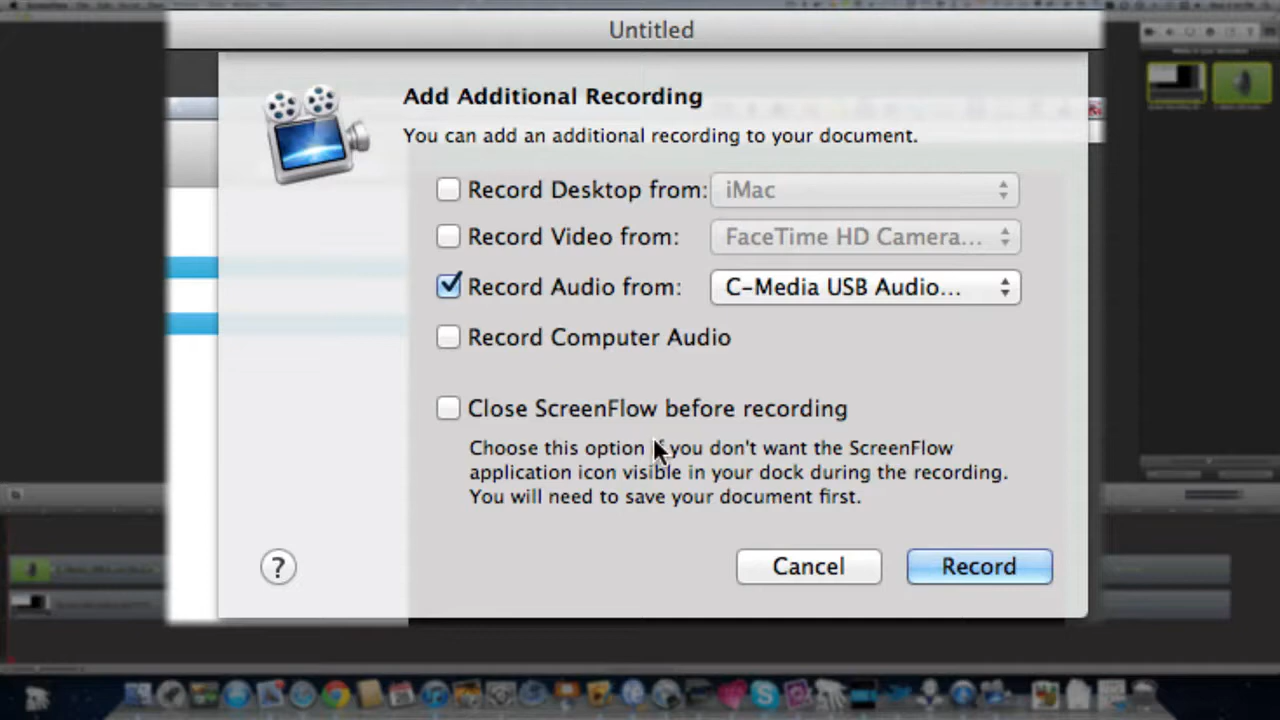 Untitled
Add Additional Recording
You can add an additional recording to your document.
Record Desktop from: iMac
Record Video from: FaceTime HD Camera...
Record Audio from: C-Media USB Audio...
Record Computer Audio
Close ScreenFlow before recording
Choose this option if you don't want the ScreenFlow
application icon visible in your dock during the recording.
You will need to save your document first.
? Cancel Record